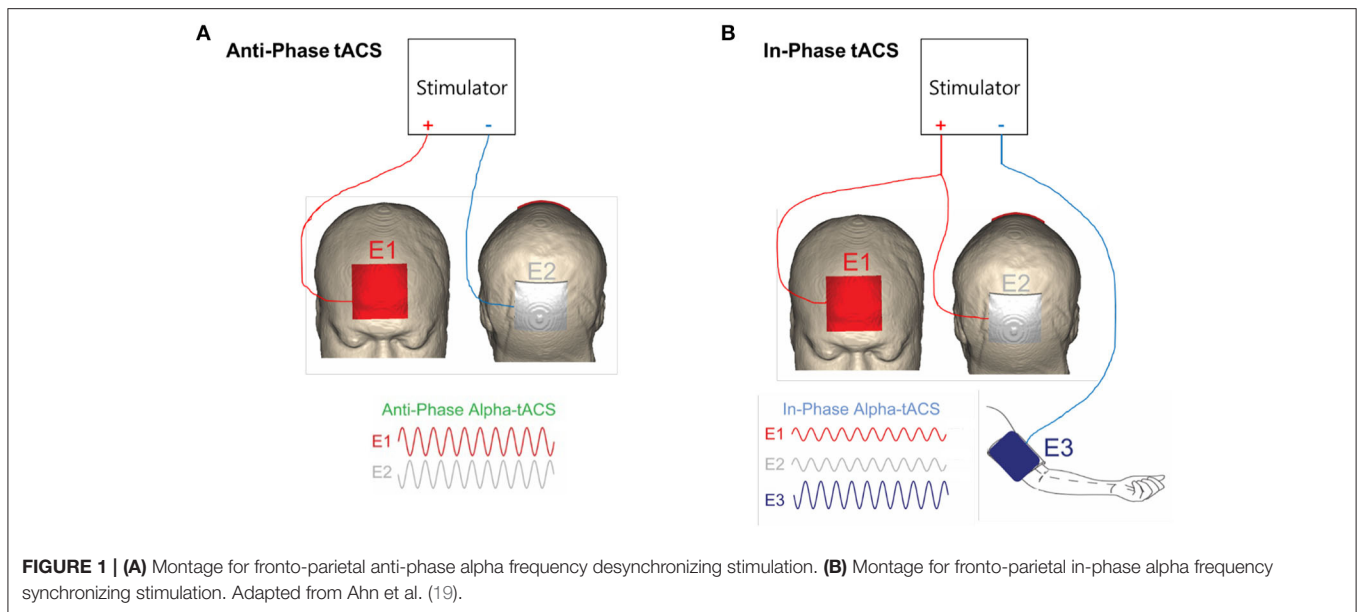 A
Anti-Phase tACS
Stimulator
+ -
E1
E2
Anti-Phase Alpha-tACS
E1
E2
B
In-Phase tACS
Stimulator
+ -
E1
E2
In-Phase Alpha-tACS
E1
E2
E3
E3
FIGURE 1 | (A) Montage for fronto-parietal anti-phase alpha frequency desynchronizing stimulation. (B) Montage for fronto-parietal in-phase alpha frequency
synchronizing stimulation. Adapted from Ahn et al. (19).